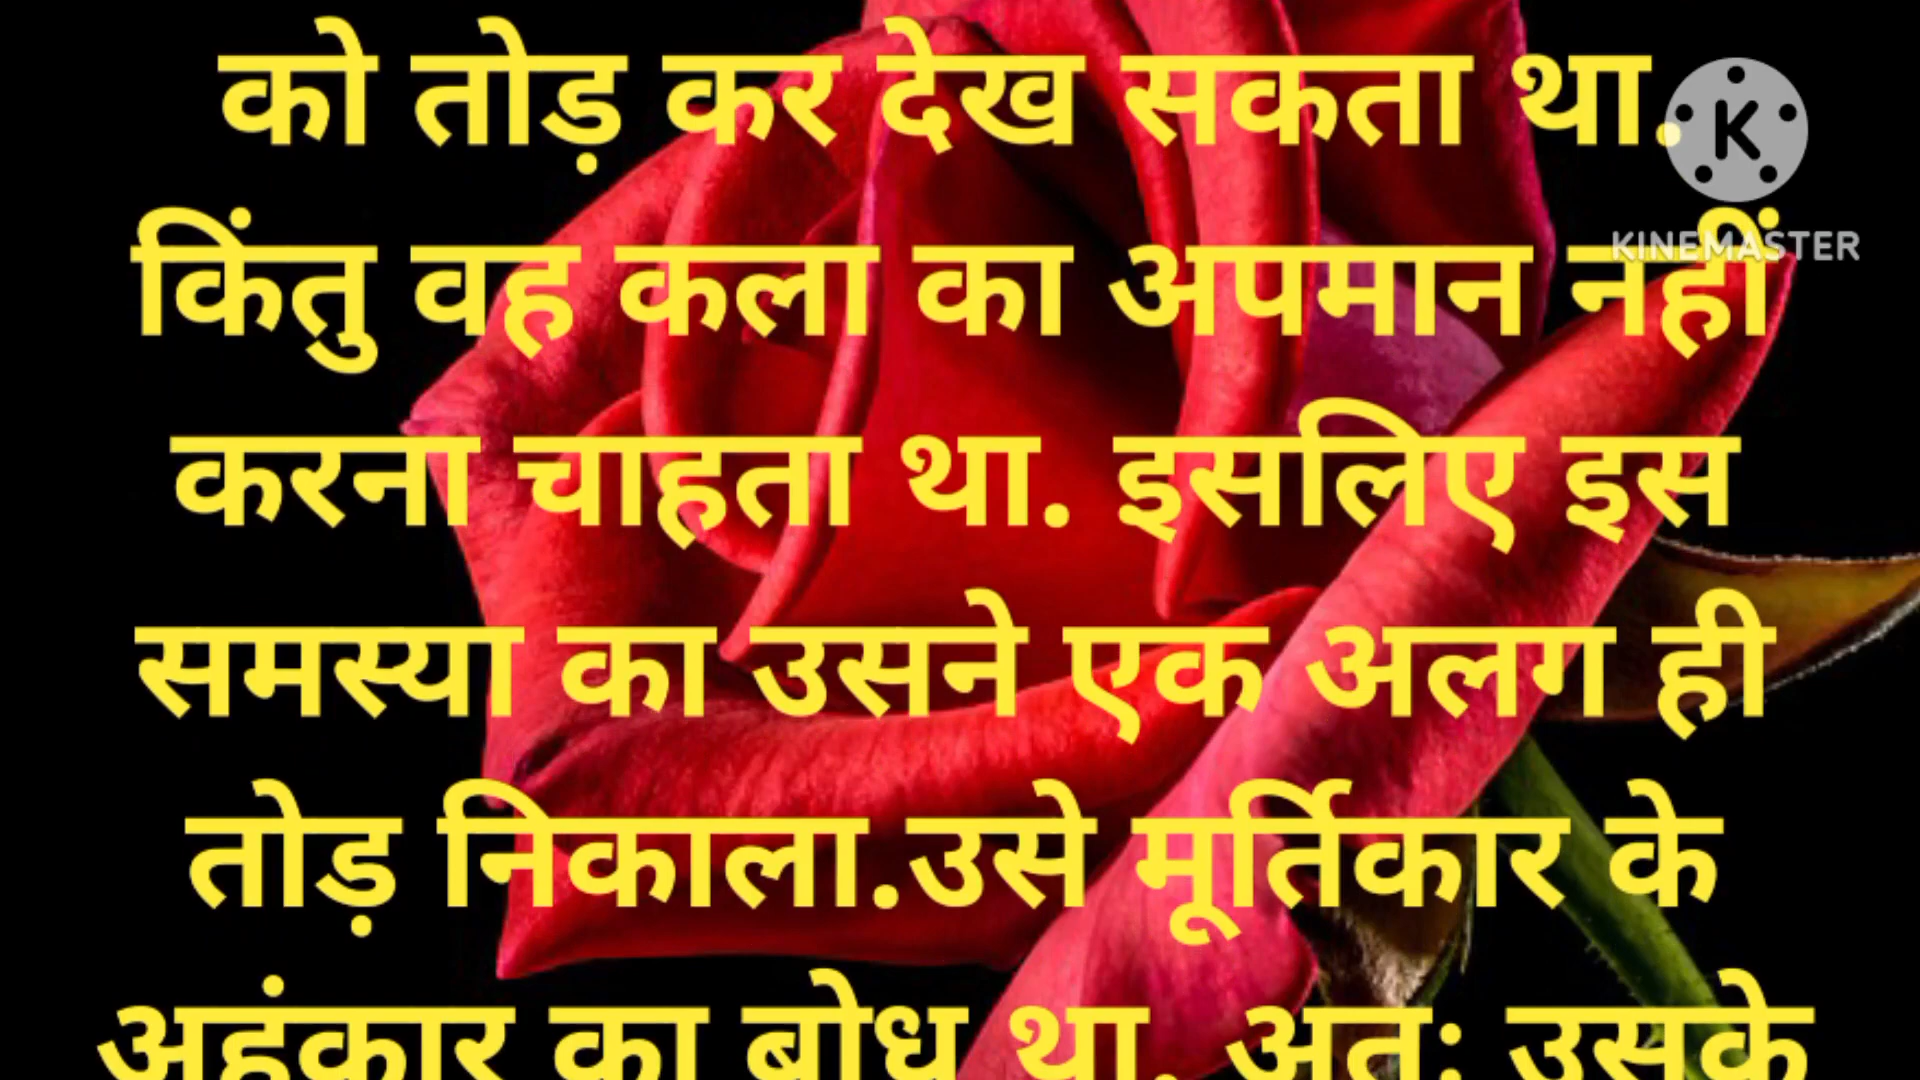 को तोड़ कर देख सकता था.
किंतु वह कला का अपमान नहीं
करना चाहता था. इसलिए इस
समस्या का उसने एक अलग ही
तोड़ निकाला.उसे मूर्तिकार के
अहंकार का बोध था. अतः उसके
K
KINEMASTER